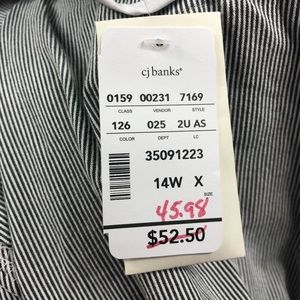 cj banks®
0159 00231 7169
CLASS VENDOR STYLE
126 025 2U AS
COLOR DEPT LC
35091223
14W X
SIZE
45.98
$52.50